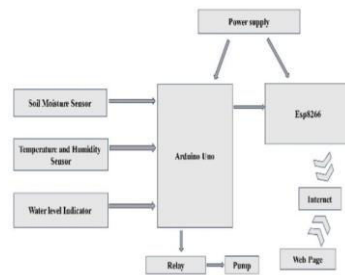 Power supply
Soil Moisture Sensor
Esp8266
Temperature and Humidity
Sensor
Arduino Uno
Internet
Water level Indicator
Web Page
Relay
Pump